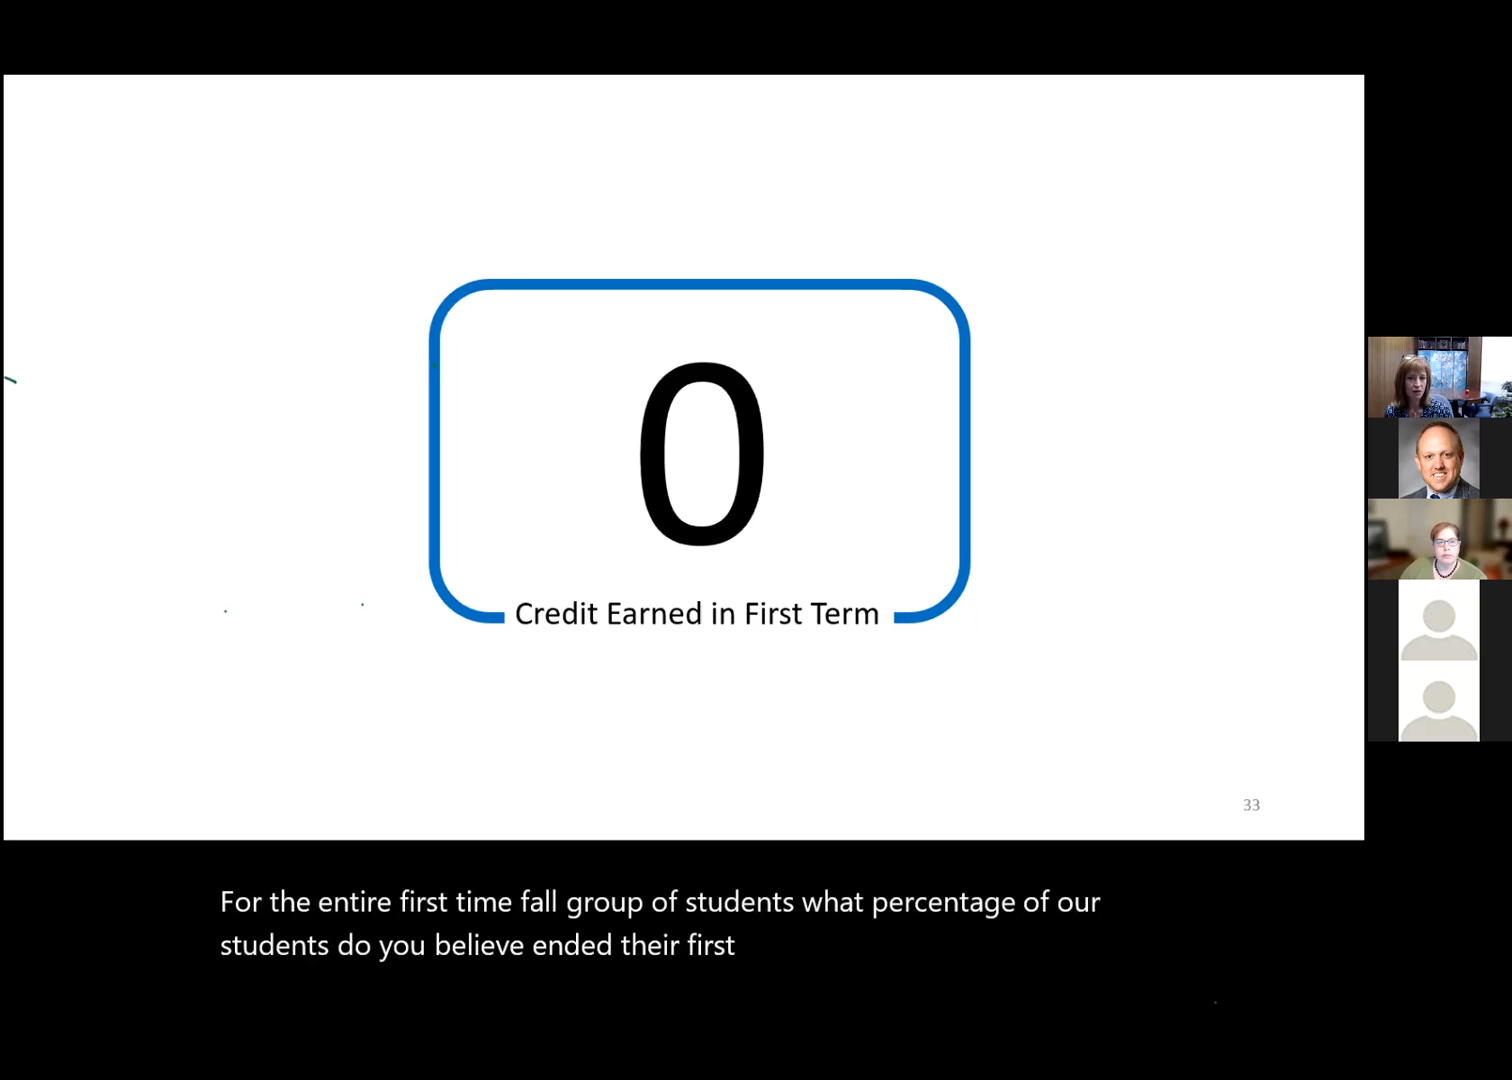 0
Credit Earned in First Term
33
For the entire first time fall group of students what percentage of our
students do you believe ended their first